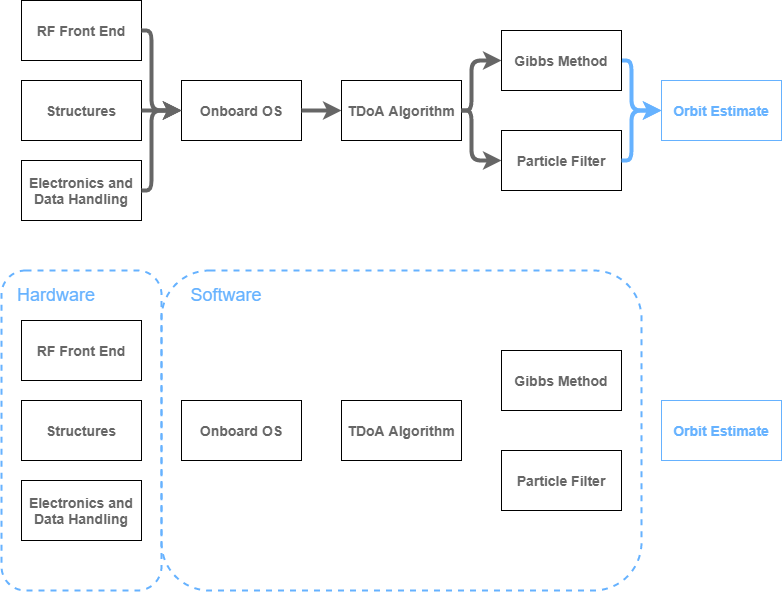 RF Front End
Structures
Electronics and
Data Handling
Onboard OS
TDoA Algorithm
Gibbs Method
Particle Filter
Orbit Estimate
Hardware
Software
RF Front End
Structures
Electronics and
Data Handling
Onboard OS
TDoA Algorithm
Gibbs Method
Particle Filter
Orbit Estimate